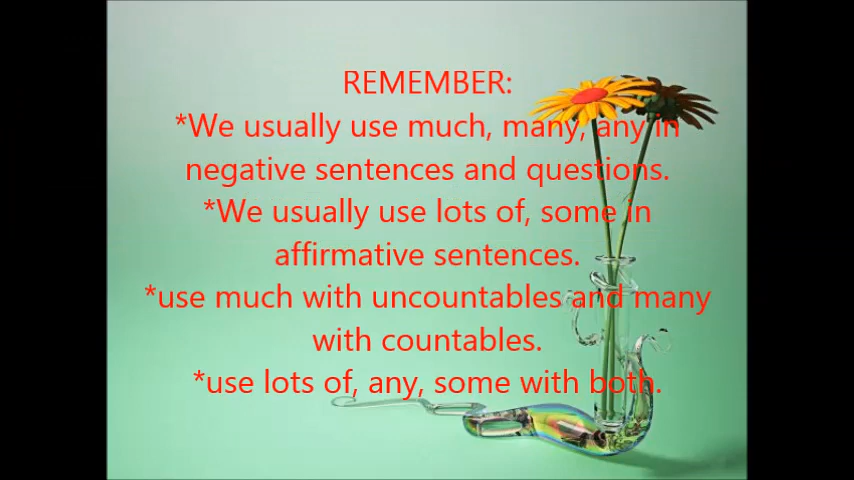 REMEMBER:
*We usually use much, many, any in
negative sentences and questions.
*We usually use lots of, some in
affirmative sentences.
*use much with uncountables and many
with countables.
*use lots of, any, some with both.